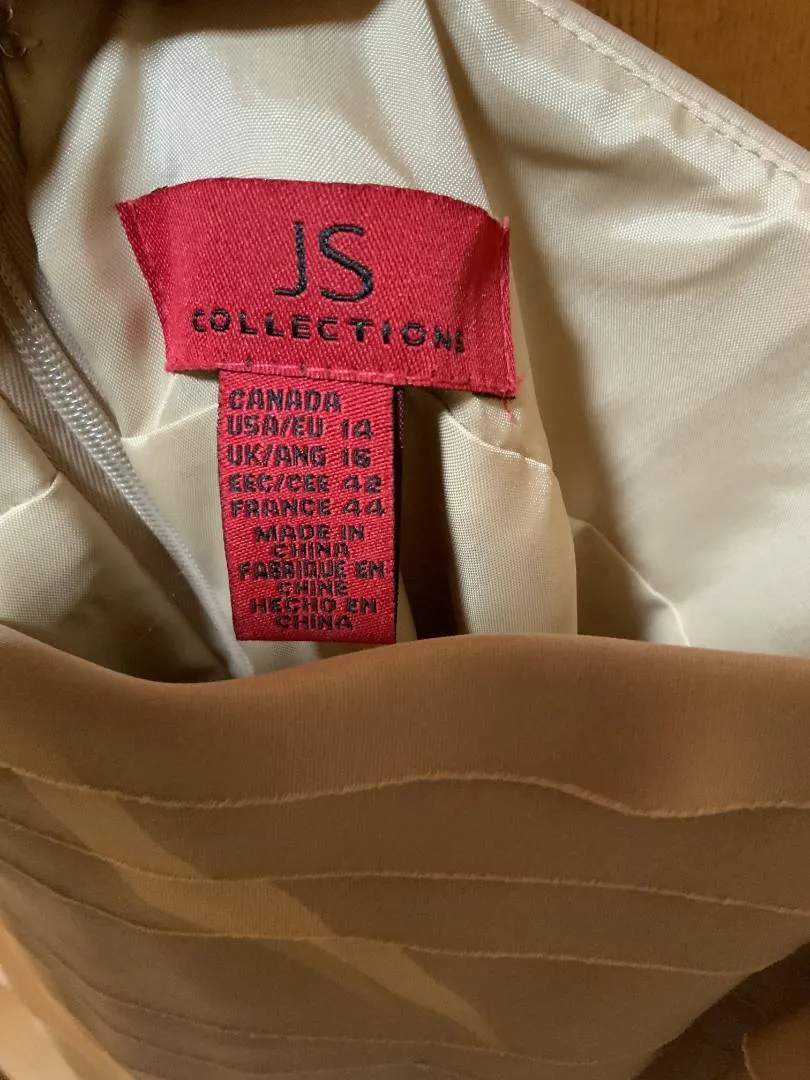 JS
COLLECTIONS
CANADA
USA/EU 14
UK/ANG 16
EEC/CEE 42
FRANCE 44
MADE IN
CHINA
FABRIQUE EN
CHINE
HECHO EN
CHINA